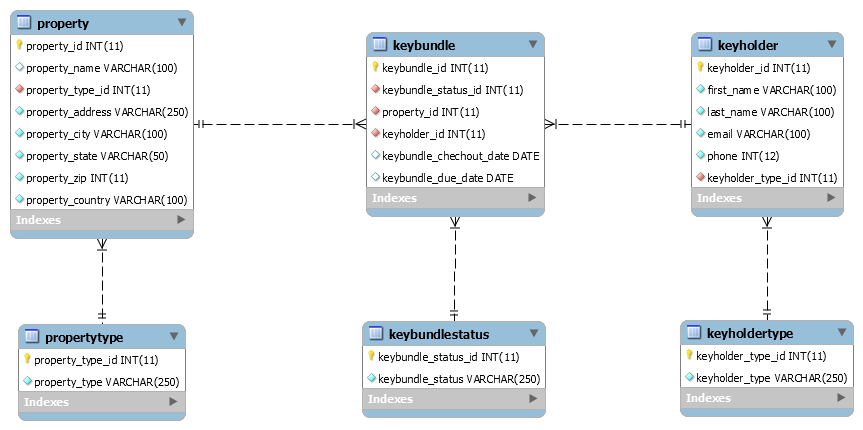 property
property_id INT(11)
property_name VARCHAR(100)
property_type_id INT(11)
property_address VARCHAR(250)
property_city VARCHAR(100)
property_state VARCHAR(50)
property_zip INT(11)
property_country VARCHAR(100)
Indexes
keybundle
keybundle_id INT(11)
keybundle_status_id INT(11)
property_id INT(11)
keyholder_id INT(11)
keybundle_chechout_date DATE
keybundle_due_date DATE
Indexes
keyholder
keyholder_id INT(11)
first_name VARCHAR(100)
last_name VARCHAR(100)
email VARCHAR(100)
phone INT(12)
keyholder_type_id INT(11)
Indexes
propertytype
property_type_id INT(11)
property_type VARCHAR(250)
Indexes
keybundlestatus
keybundle_status_id INT(11)
keybundle_status VARCHAR(250)
Indexes
keyholdertype
keyholder_type_id INT(11)
keyholder_type VARCHAR(250)
Indexes